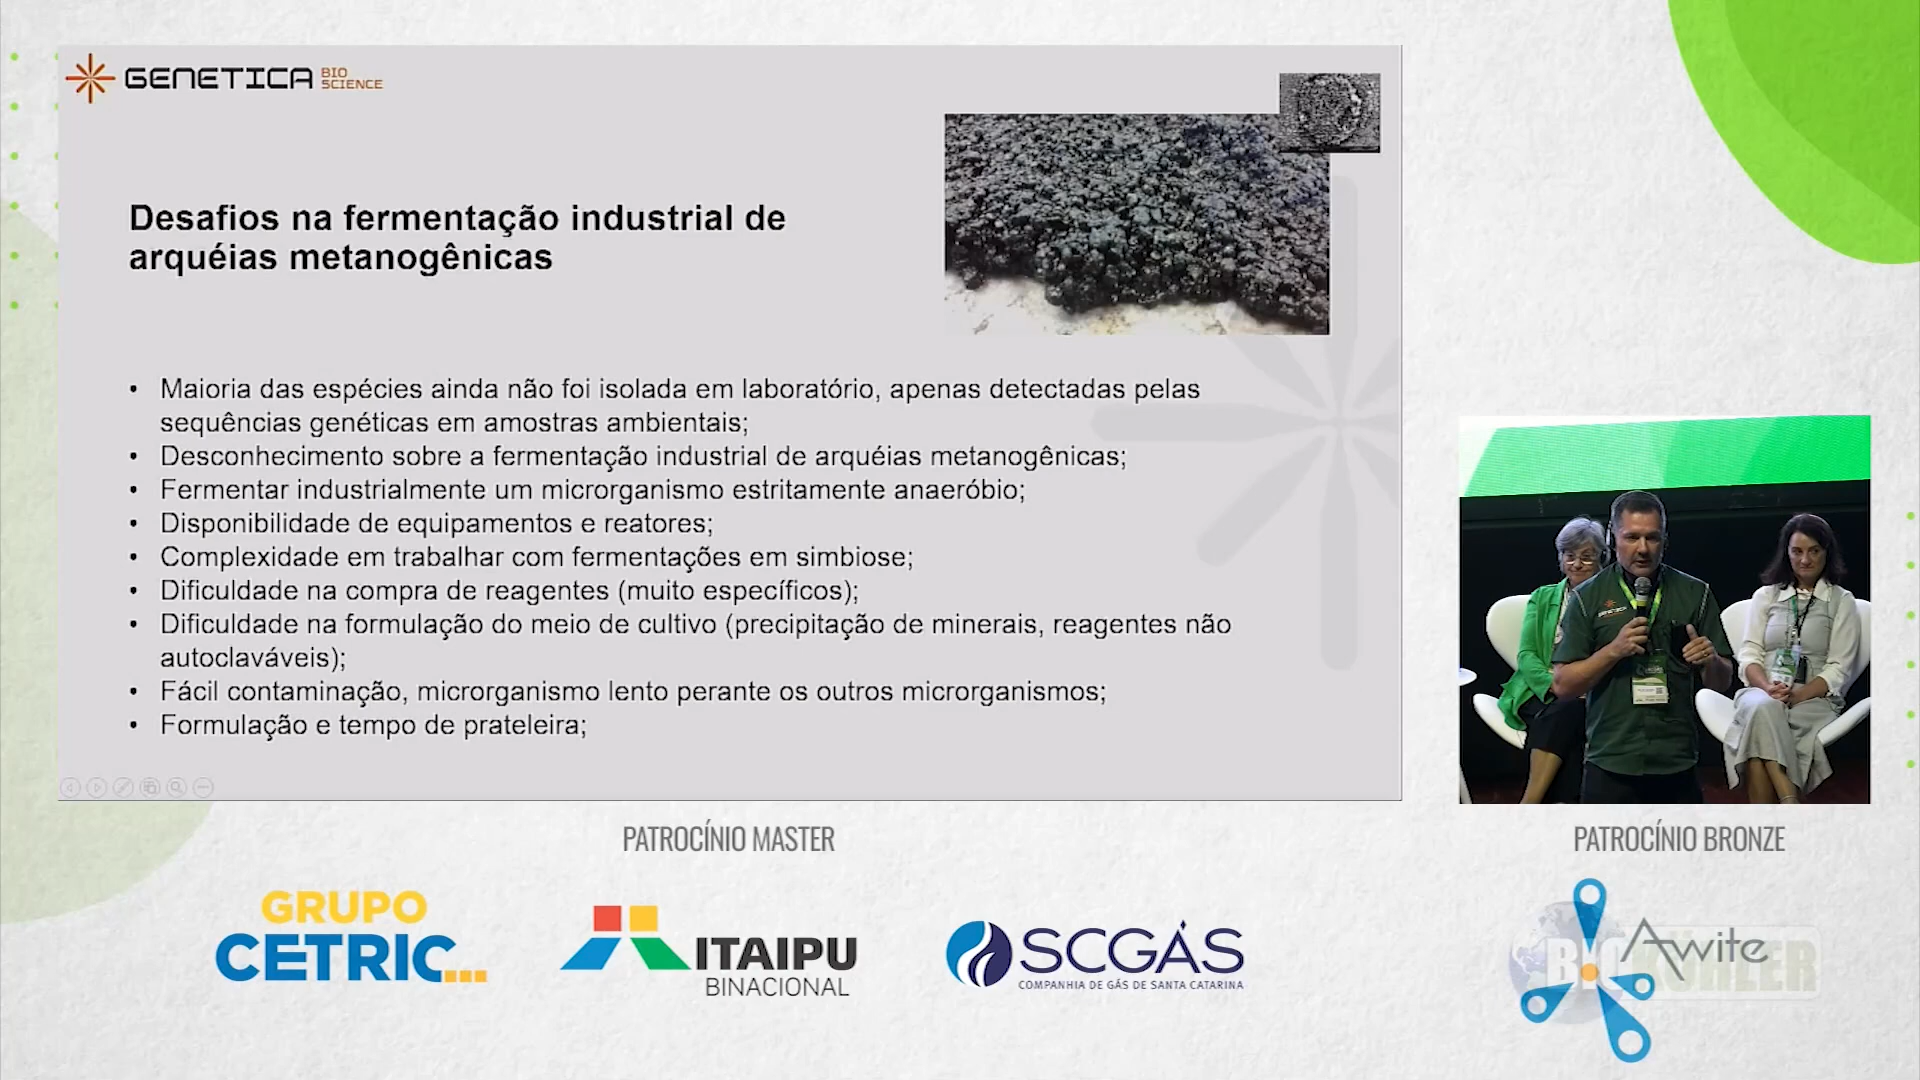 GENETICA BIO SCIENCE
Desafios na fermentação industrial de
arquéias metanogênicas
• Maioria das espécies ainda não foi isolada em laboratório, apenas detectadas pelas
sequências genéticas em amostras ambientais;
• Desconhecimento sobre a fermentação industrial de arquéias metanogênicas;
• Fermentar industrialmente um microrganismo estritamente anaeróbio;
• Disponibilidade de equipamentos e reatores;
• Complexidade em trabalhar com fermentações em simbiose;
• Dificuldade na compra de reagentes (muito específicos);
• Dificuldade na formulação do meio de cultivo (precipitação de minerais, reagentes não
autoclaváveis);
• Fácil contaminação, microrganismo lento perante os outros microrganismos;
• Formulação e tempo de prateleira;
PATROCÍNIO MASTER
PATROCÍNIO BRONZE
GRUPO
CETRIC...
ITAIPU
BINACIONAL
SCGÁS
COMPANHIA DE GÁS DE SANTA CATARINA
Awite